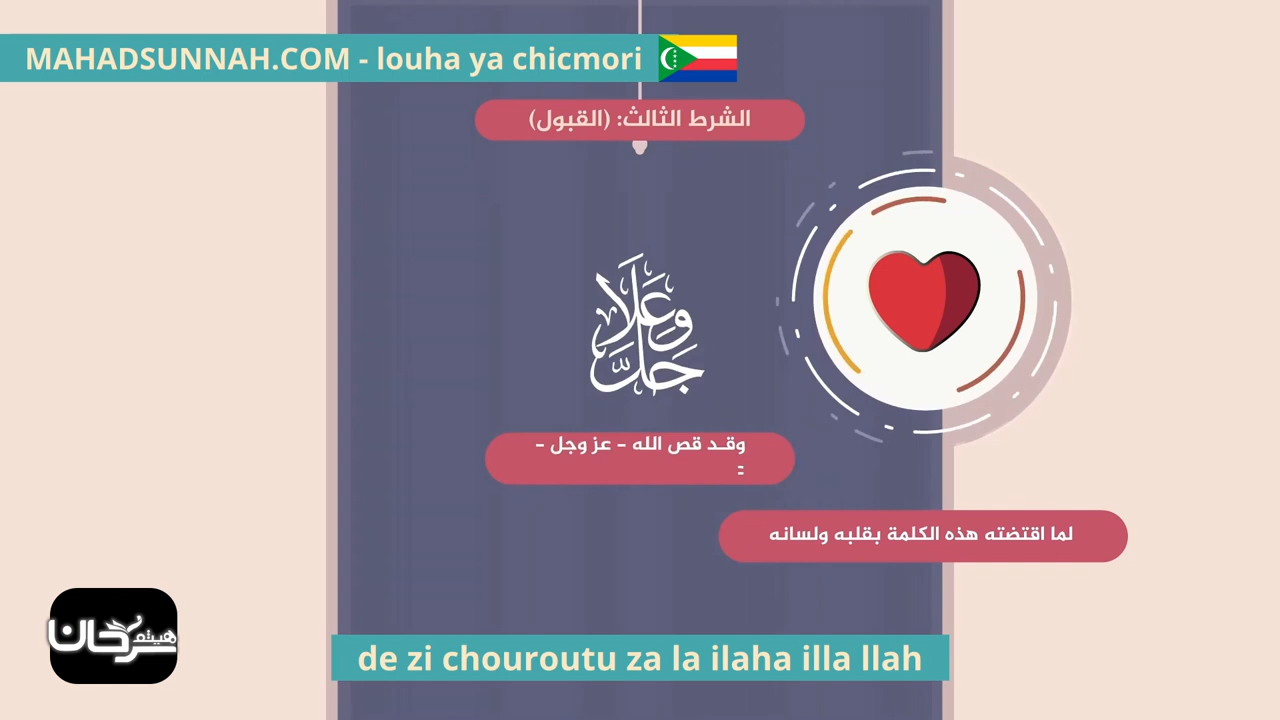 MAHADSUNNAH.COM - louha ya chicmori
الشرط الثالث: (القبول)
جل وعلا
وقـد قص الله - عز وجل -
:
لما اقتضته هذه الكلمة بقلبه ولسانه
هيثم
سرحان
de zi chouroutu za la ilaha illa llah